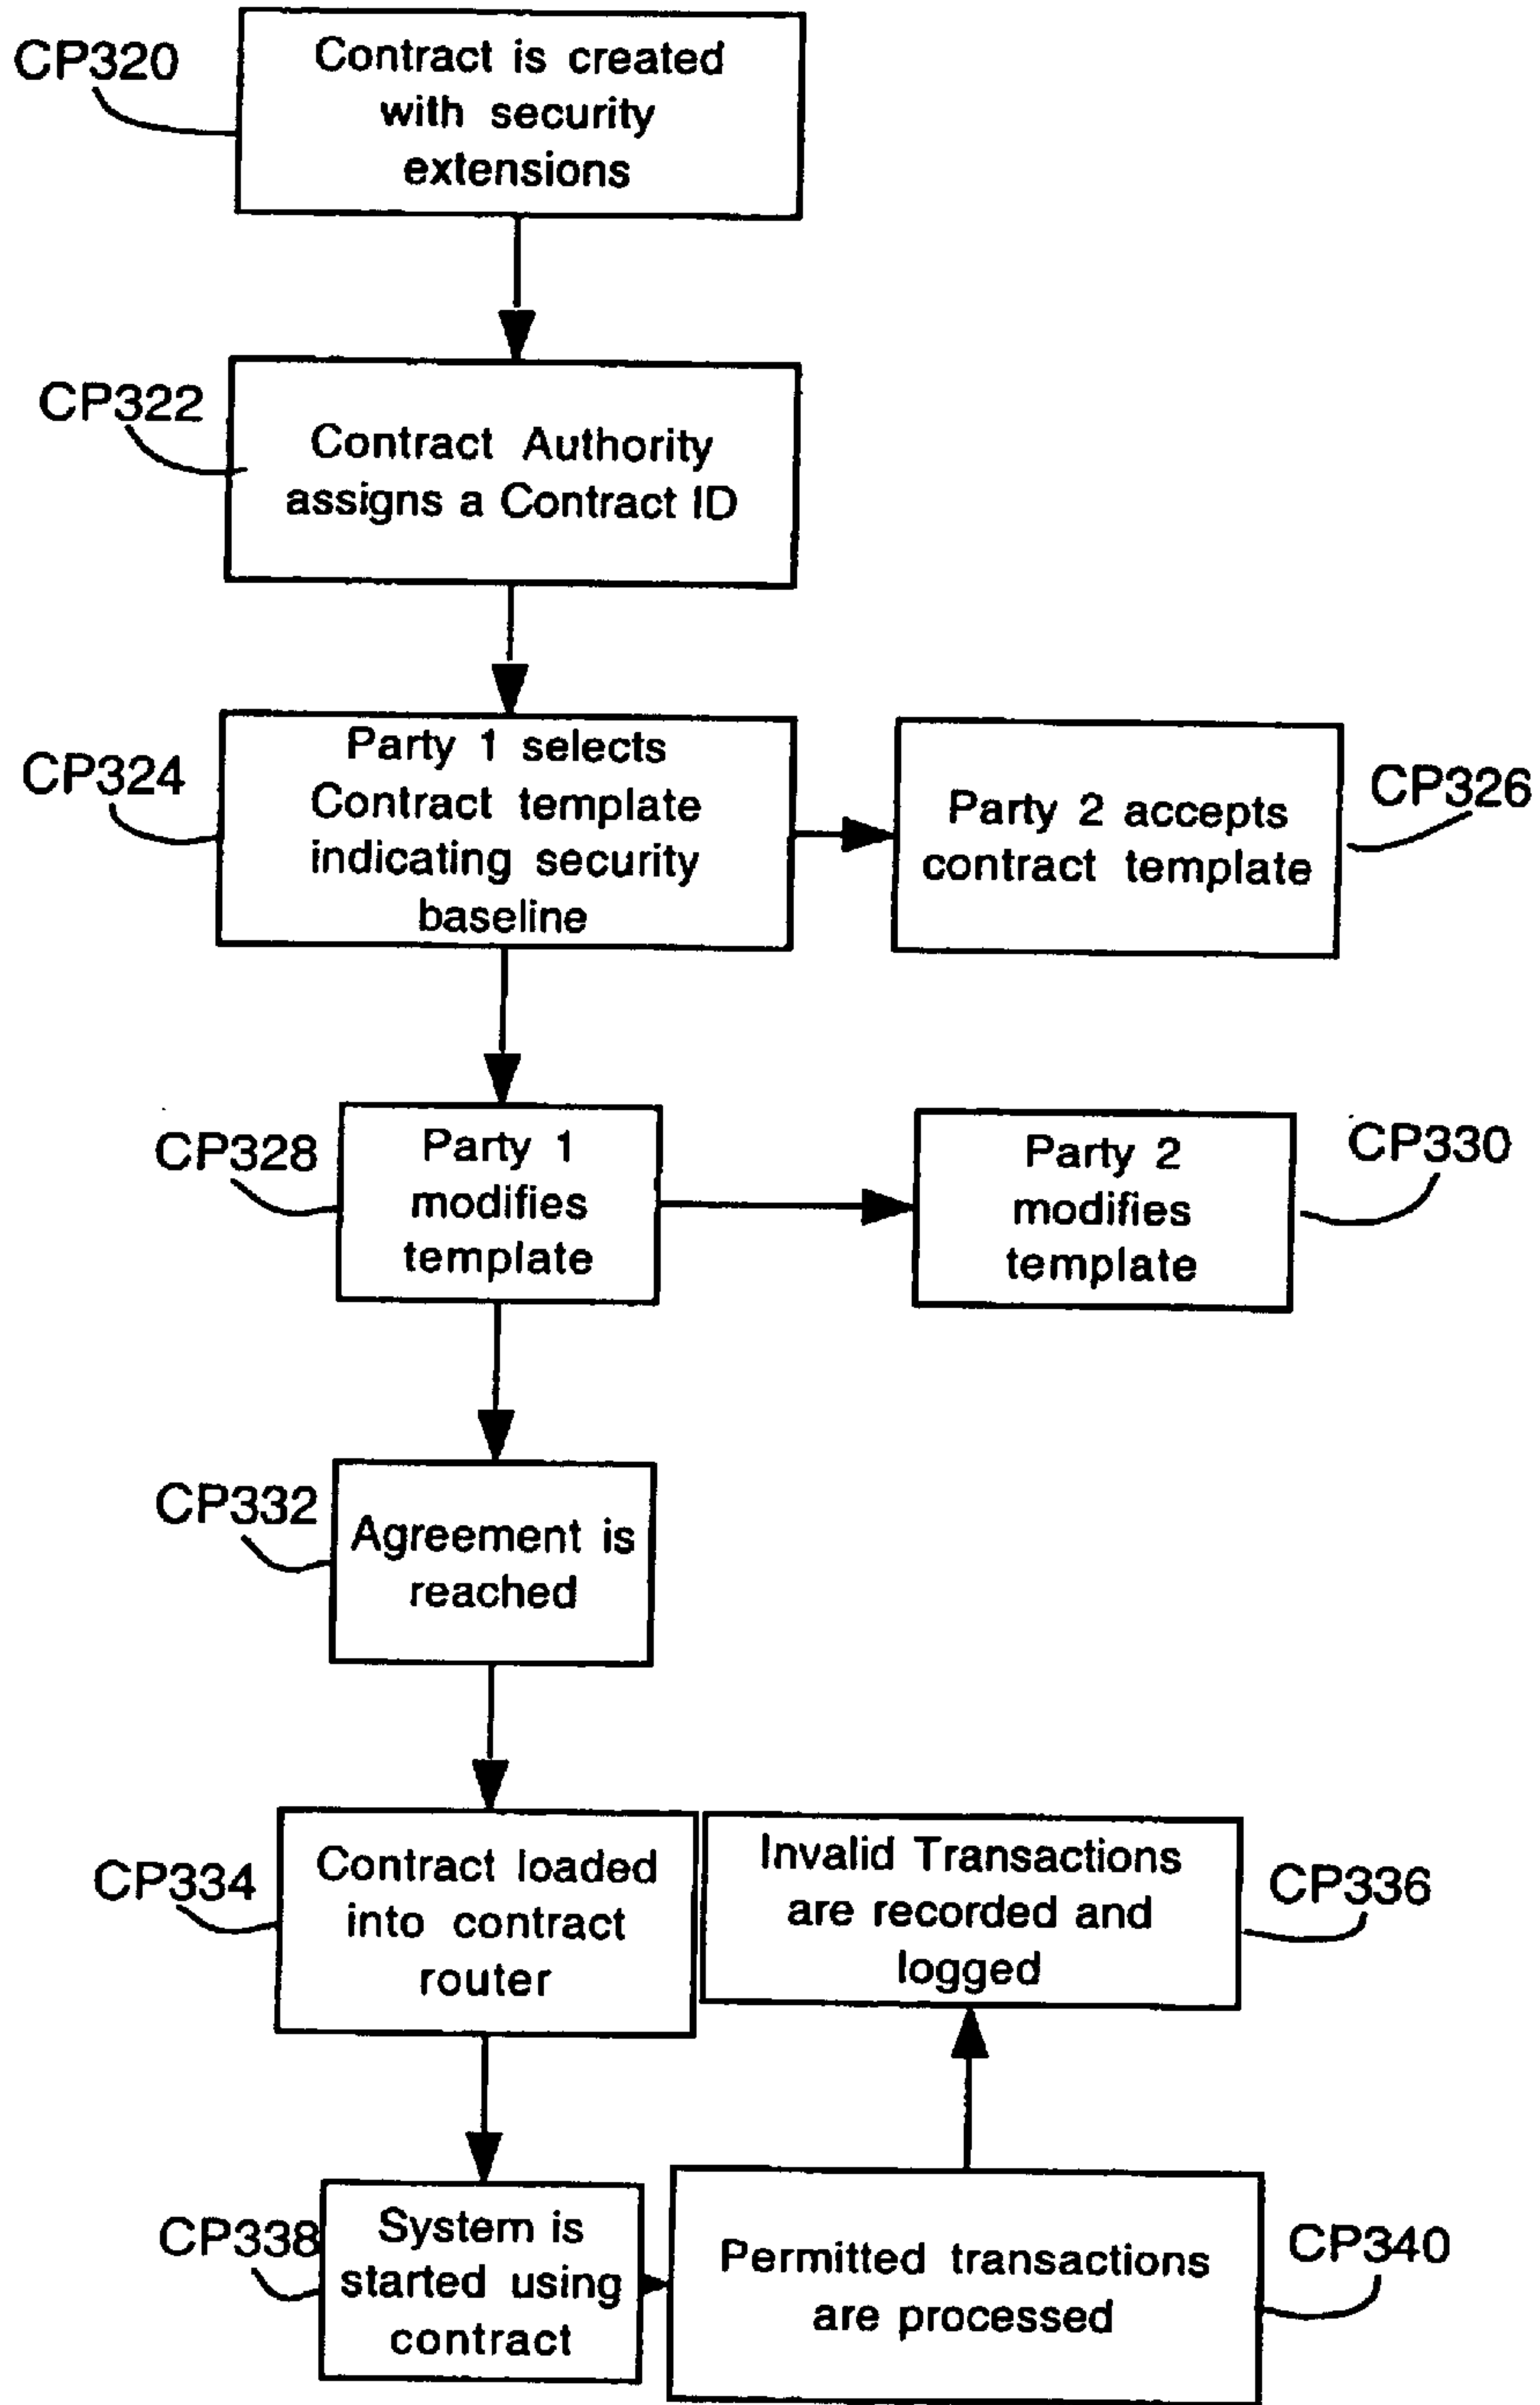 CP320
Contract is created
with security
extensions
CP322
Contract Authority
assigns a Contract ID
CP324
Party 1 selects
Contract template
indicating security
baseline
Party 2 accepts
contract template
CP326
CP328
Party 1
modifies
template
Party 2
modifies
template
CP330
CP332
Agreement is
reached
CP334
Contract loaded
into contract
router
Invalid Transactions
are recorded and
logged
CP336
CP338
System is
started using
contract
Permitted transactions
are processed
CP340